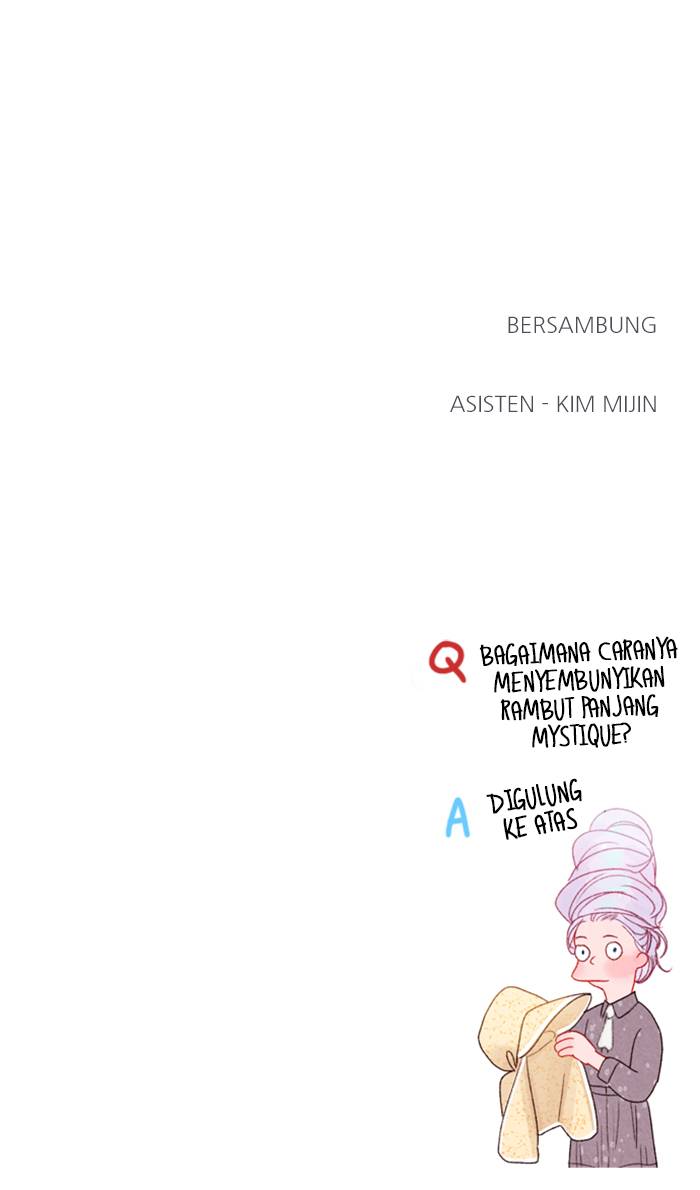 BERSAMBUNG
ASISTEN - KIM MIJIN
Q BAGAIMANA CARANYA
MENYEMBUNYIKAN
RAMBUT PANJANG
MYSTIQUE?
A DIGULUNG
KE ATAS